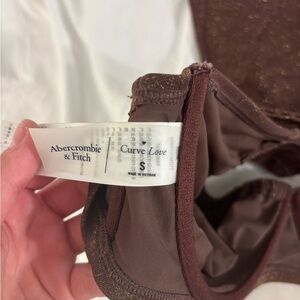 Abercrombie
& Fitch
Curve Love
S
MADE IN VIETNAM